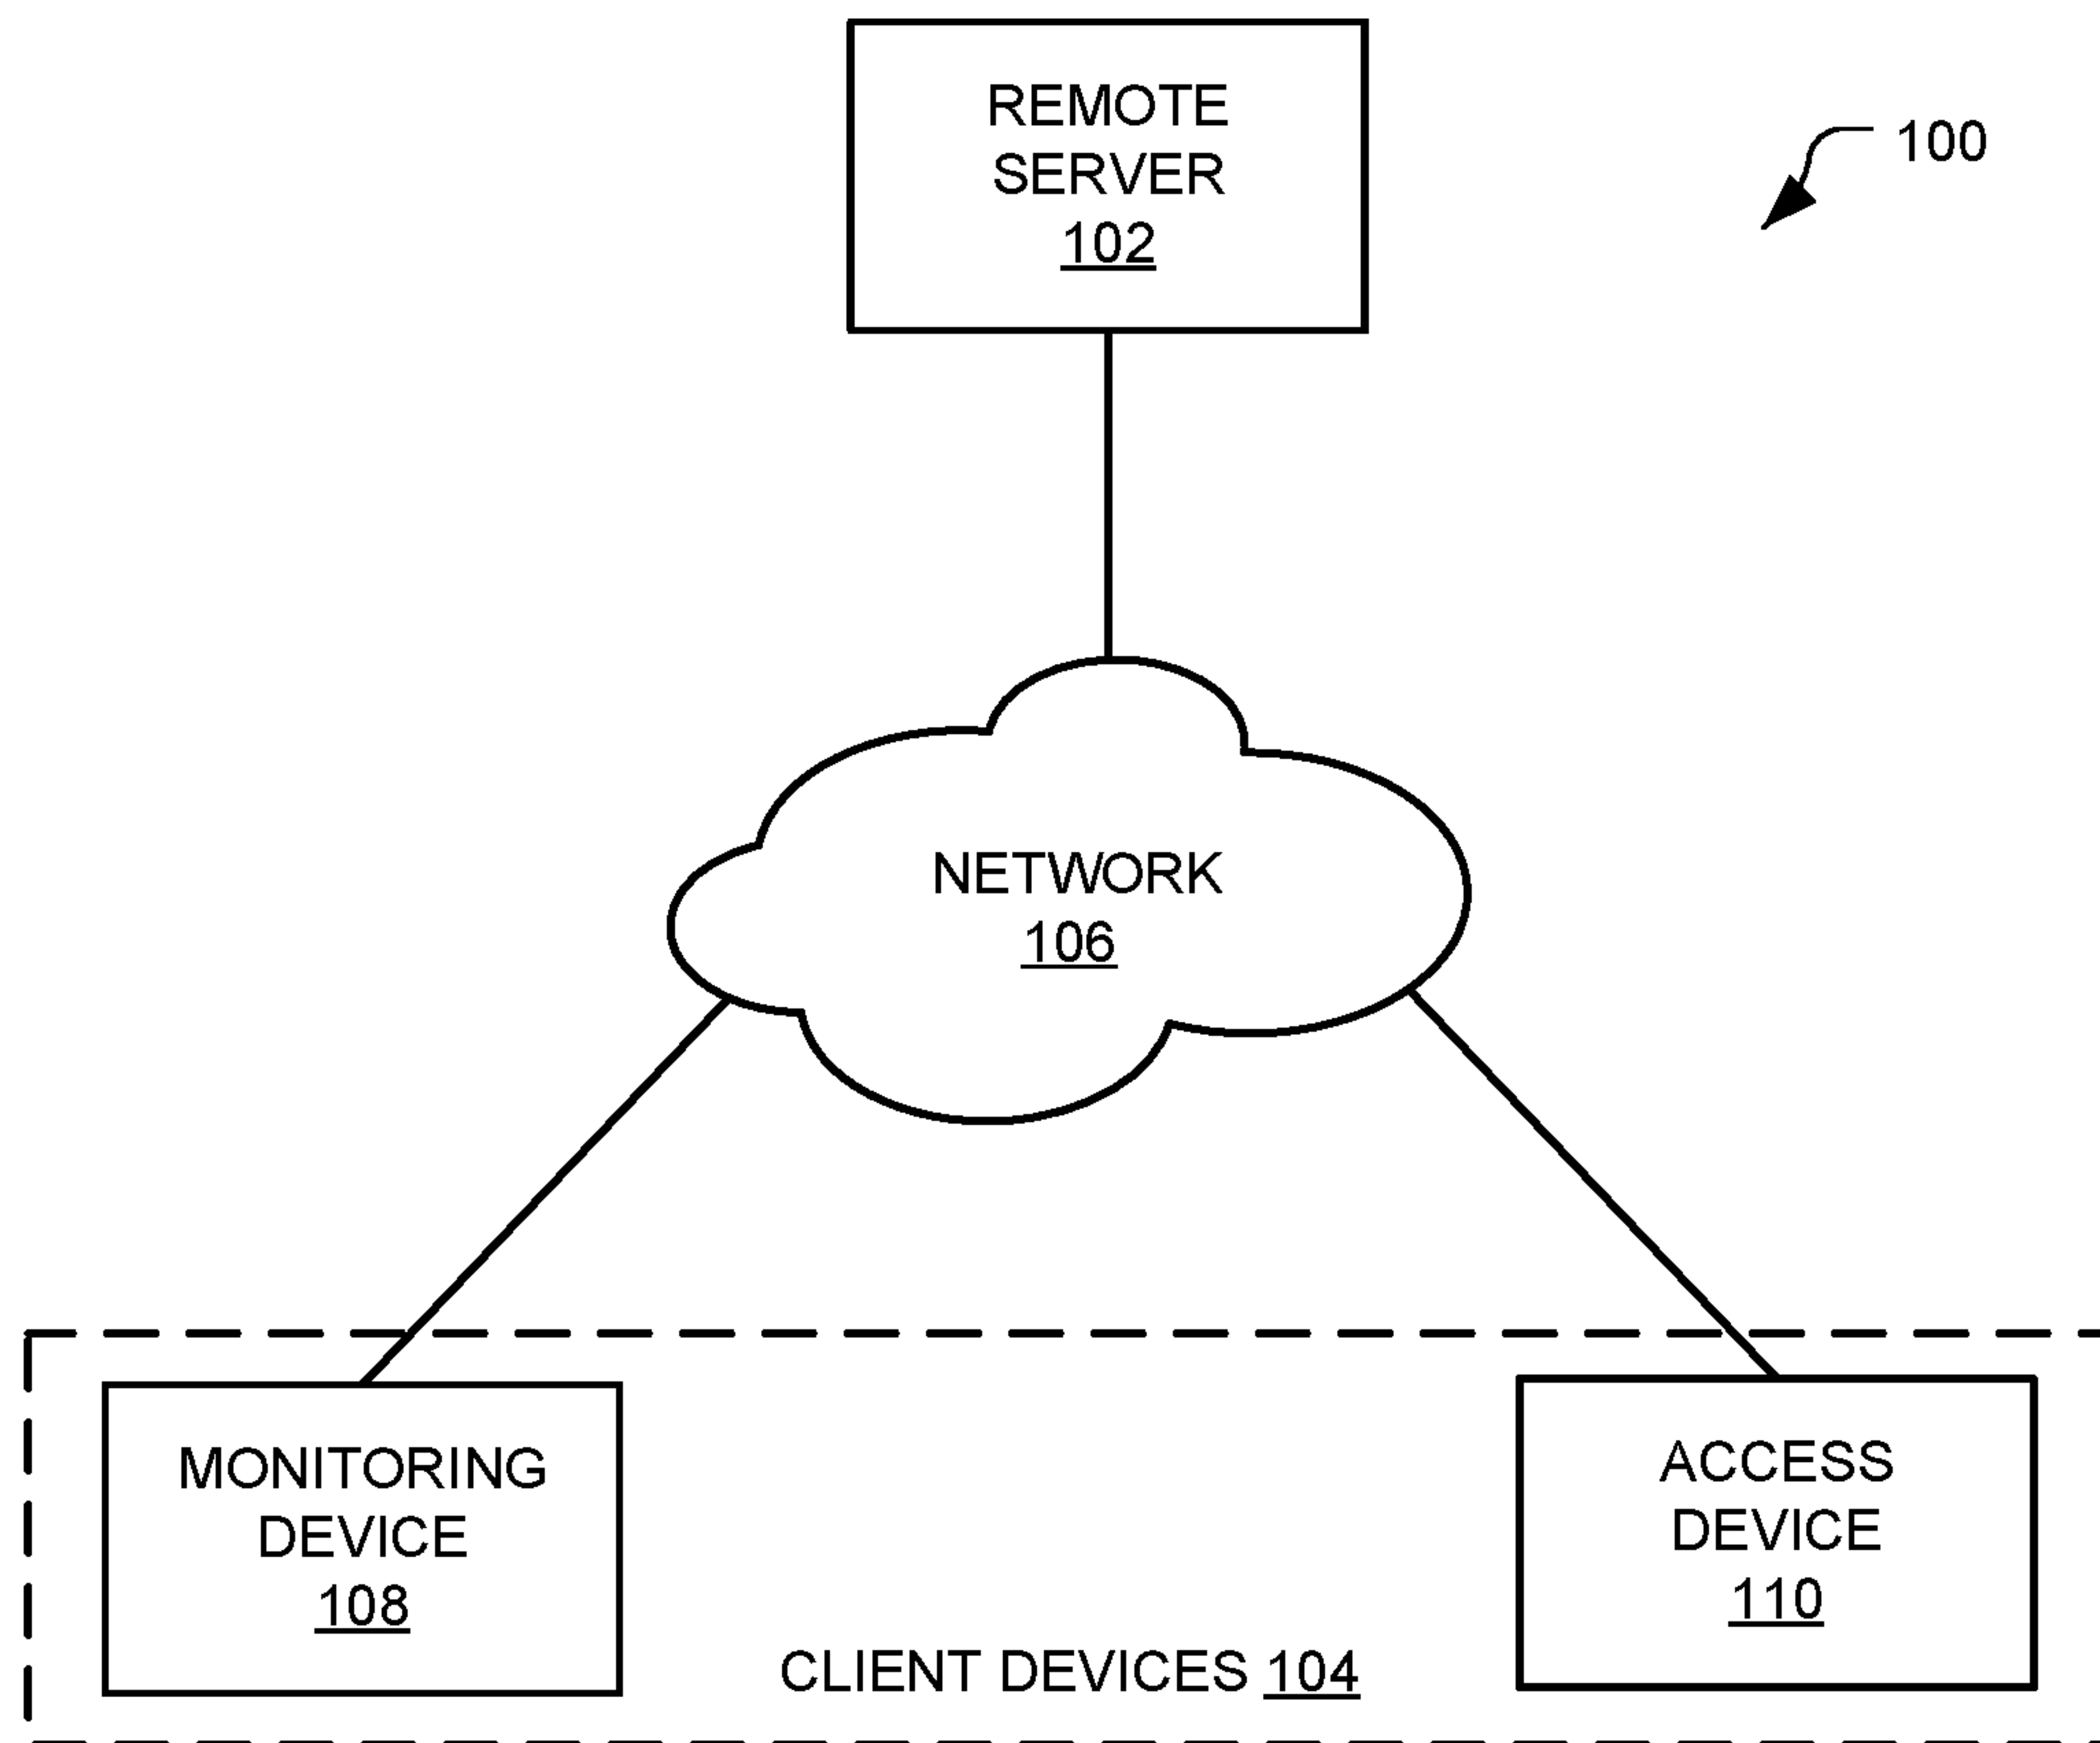 REMOTE
SERVER
102
100
NETWORK
106
MONITORING
DEVICE
108
ACCESS
DEVICE
110
CLIENT DEVICES 104